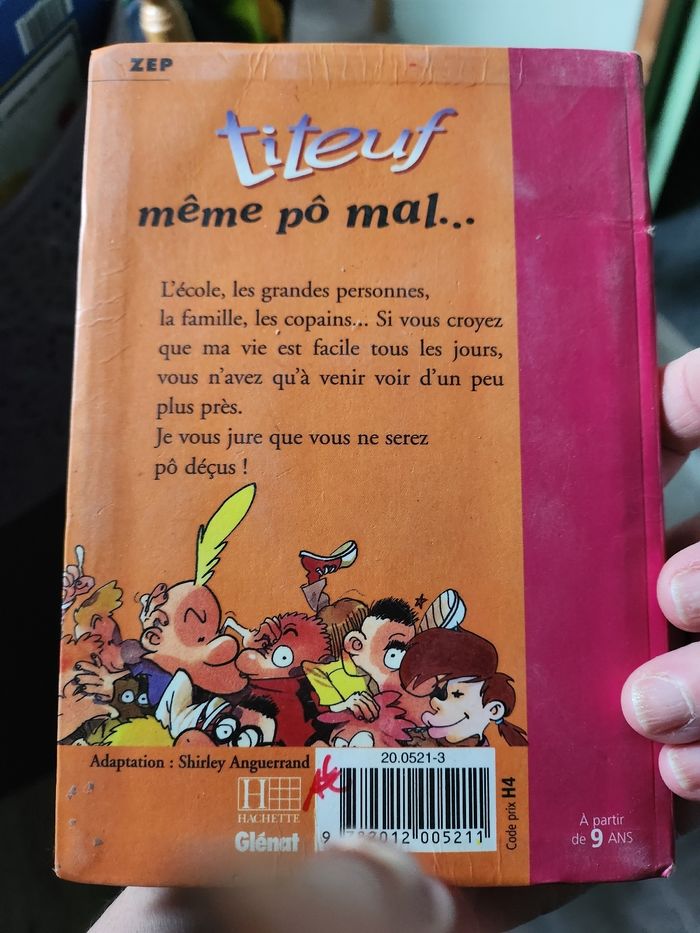 ZEP
titeuf
même pô mal...
L'école, les grandes personnes,
la famille, les copains... Si vous croyez
que ma vie est facile tous les jours,
vous n'avez qu'à venir voir d'un peu
plus près.
Je vous jure que vous ne serez
pô déçus !
Adaptation : Shirley Anguerrand
H
HACHETTE
Glénat
20.0521-3
9 782012 005211
Code prix H4
À partir
de 9 ANS